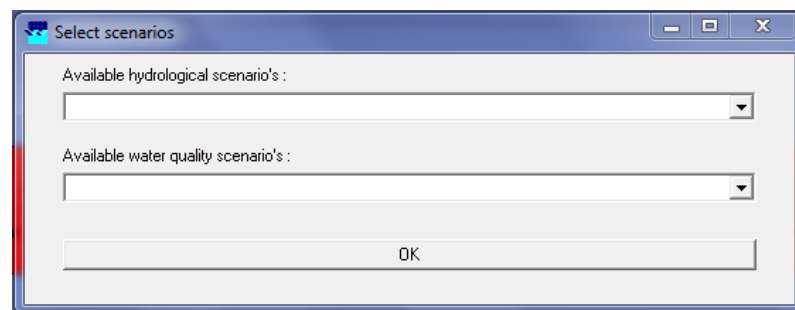 Select scenarios
Available hydrological scenario's :
Available water quality scenario's :
OK